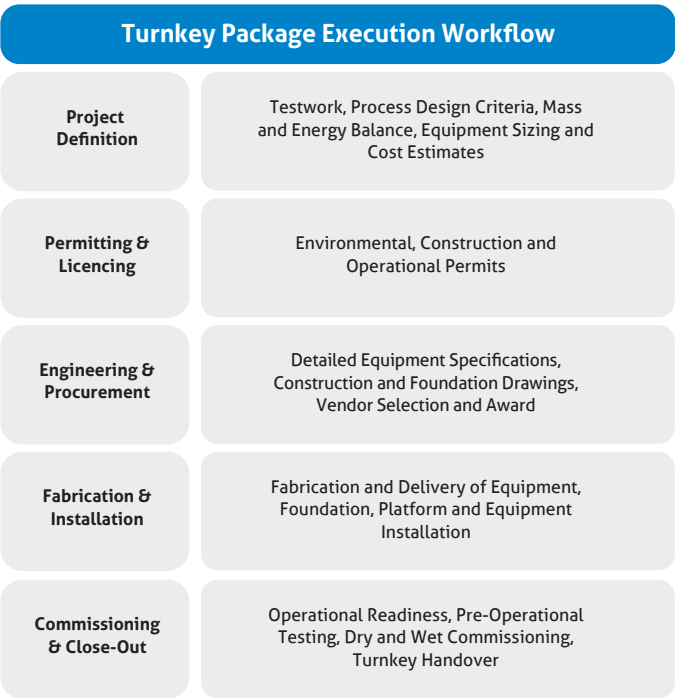 Turnkey Package Execution Workflow
Project
Definition
Testwork, Process Design Criteria, Mass
and Energy Balance, Equipment Sizing and
Cost Estimates
Permitting &
Licencing
Environmental, Construction and
Operational Permits
Engineering &
Procurement
Detailed Equipment Specifications,
Construction and Foundation Drawings,
Vendor Selection and Award
Fabrication &
Installation
Fabrication and Delivery of Equipment,
Foundation, Platform and Equipment
Installation
Commissioning
& Close-Out
Operational Readiness, Pre-Operational
Testing, Dry and Wet Commissioning,
Turnkey Handover